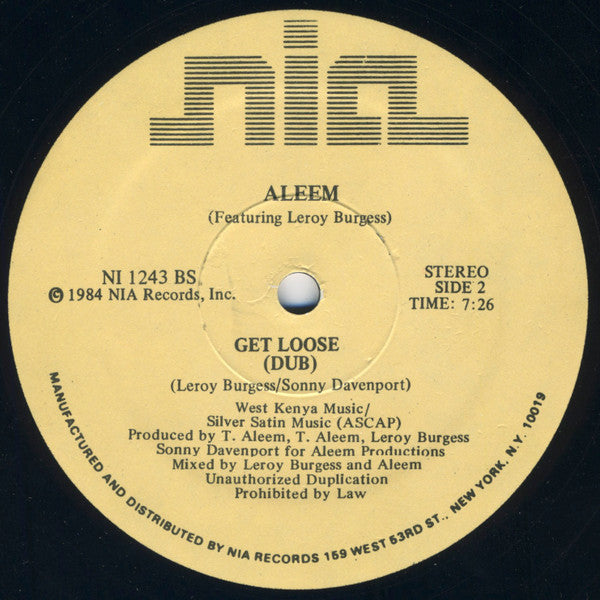 nia
ALEEM
(Featuring Leroy Burgess)
NI 1243 BS
℗ 1984 NIA Records, Inc.
STEREO
SIDE 2
TIME: 7:26
GET LOOSE
(DUB)
(Leroy Burgess/Sonny Davenport)
West Kenya Music/
Silver Satin Music (ASCAP)
Produced by T. Aleem, T. Aleem, Leroy Burgess
Sonny Davenport for Aleem Productions
Mixed by Leroy Burgess and Aleem
Unauthorized Duplication
Prohibited by Law
MANUFACTURED AND DISTRIBUTED BY NIA RECORDS 159 WEST 53RD ST., NEW YORK. N.Y. 10019